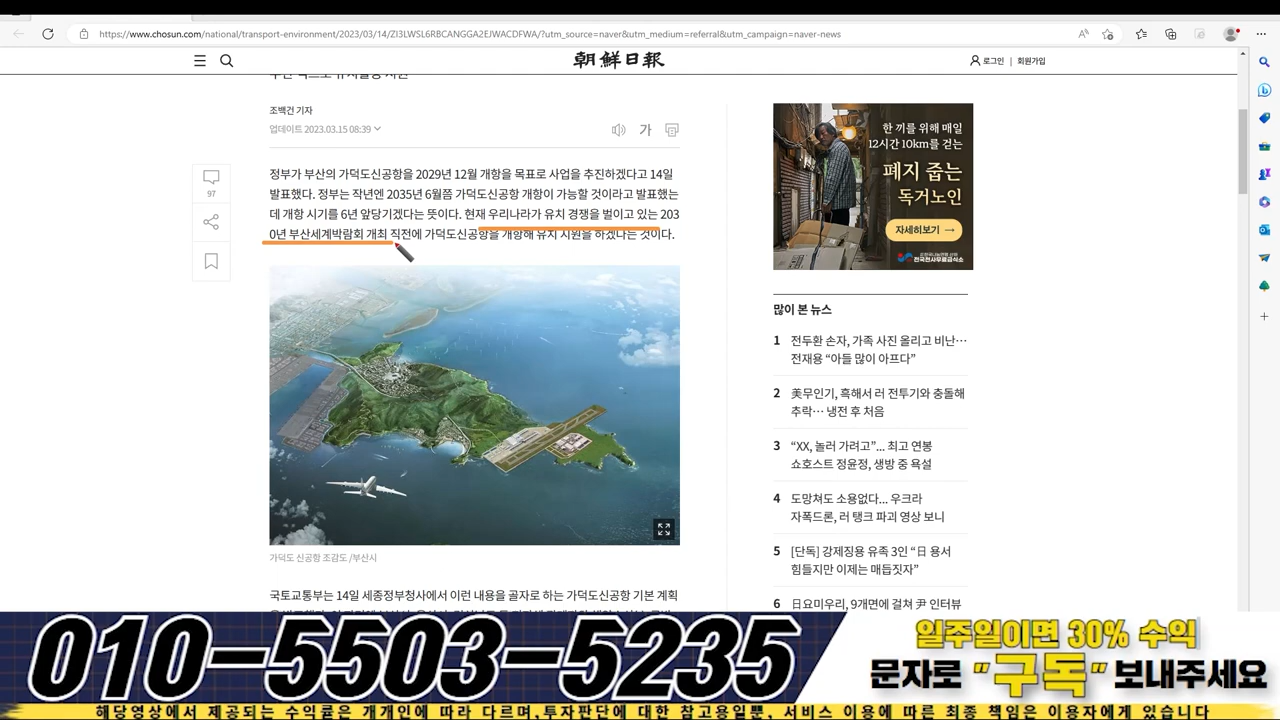 https://www.chosun.com/national/transport-environment/2023/03/14/ZI3LWSL6RBCANGGA2EJWACDFWA/?utm_source=naver&utm_medium=referral&utm_campaign=naver-news
朝鮮日報
로그인 | 회원가입
조백건 기자
업데이트 2023.03.15 08:39
가
97
정부가 부산의 가덕도신공항을 2029년 12월 개항을 목표로 사업을 추진하겠다고 14일
발표했다. 정부는 작년엔 2035년 6월쯤 가덕도신공항 개항이 가능할 것이라고 발표했는
데 개항 시기를 6년 앞당기겠다는 뜻이다. 현재 우리나라가 유치 경쟁을 벌이고 있는 203
0년 부산세계박람회 개최 직전에 가덕도신공항을 개항해 유치 지원을 하겠다는 것이다.
가덕도 신공항 조감도 /부산시
국토교통부는 14일 세종정부청사에서 이런 내용을 골자로 하는 가덕도신공항 기본 계획
한 끼를 위해 매일
12시간 10km를 걷는
폐지 줍는
독거노인
자세히보기 →
전국천사무료급식소
많이 본 뉴스
1 전두환 손자, 가족 사진 올리고 비난…
전재용 “아들 많이 아프다”
2 美무인기, 흑해서 러 전투기와 충돌해
추락… 냉전 후 처음
3 “XX, 놀러 가려고”... 최고 연봉
쇼호스트 정윤정, 생방 중 욕설
4 도망쳐도 소용없다... 우크라
자폭드론, 러 탱크 파괴 영상 보니
5 [단독] 강제징용 유족 3인 “日 용서
힘들지만 이제는 매듭짓자”
6 日요미우리, 9개면에 걸쳐 尹 인터뷰
010-5503-5235
일주일이면 30% 수익
문자로 "구독" 보내주세요
해당영상에서 제공되는 수익률은 개개인에 따라 다르며,투자판단에 대한 참고용일뿐, 서비스 이용에 따른 최종 책임은 이용자에게 있습니다